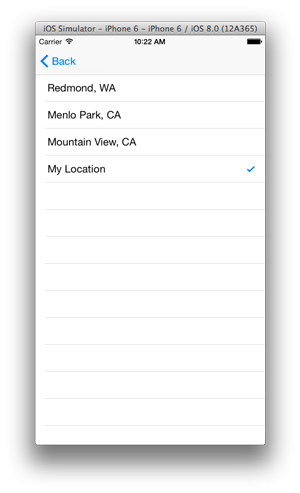 iOS Simulator - iPhone 6 - iPhone 6 / iOS 8.0 (12A365)
Carrier 10:22 AM
Back
Redmond, WA
Menlo Park, CA
Mountain View, CA
My Location